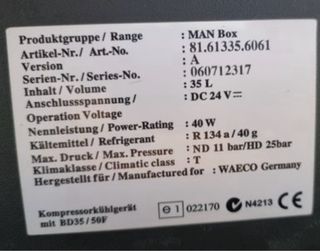 Produktgruppe / Range : MAN Box
Artikel-Nr./ Art.-No. : 81.61335.6061
Version : A
Serien-Nr./ Series-No. : 060712317
Inhalt / Volume : 35 L
Anschlussspannung /
Operation Voltage : DC 24 V⎓
Nennleistung / Power-Rating : 40 W
Kältemittel / Refrigerant : R 134 a / 40 g
Max. Druck / Max. Pressure : ND 11 bar/HD 25bar
Klimaklasse / Climatic class : T
Hergestellt für / Manufactured for : WAECO Germany
Kompressorkühlgerät
mit BD35 / 50F
e 1 022170 N4213 CE